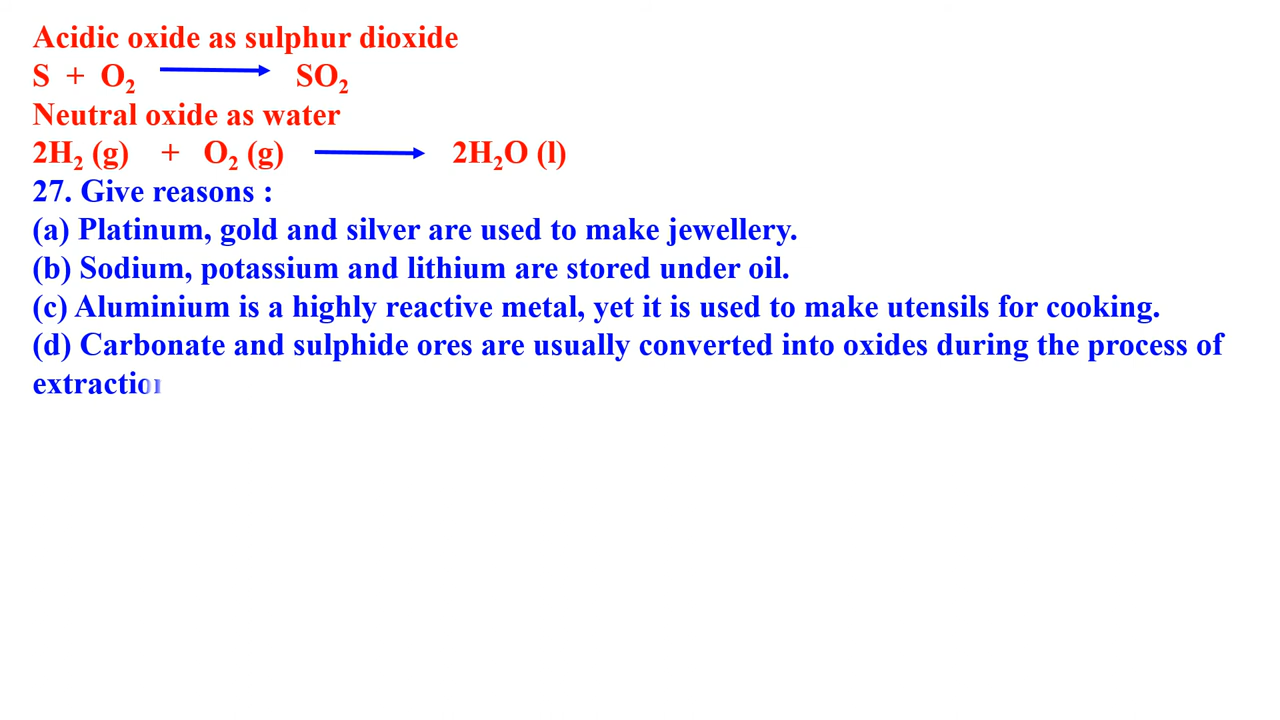 Acidic oxide as sulphur dioxide
S + O₂ ⟶ SO₂
Neutral oxide as water
2H₂ (g) + O₂ (g) ⟶ 2H₂O (l)
27. Give reasons :
(a) Platinum, gold and silver are used to make jewellery.
(b) Sodium, potassium and lithium are stored under oil.
(c) Aluminium is a highly reactive metal, yet it is used to make utensils for cooking.
(d) Carbonate and sulphide ores are usually converted into oxides during the process of
extraction